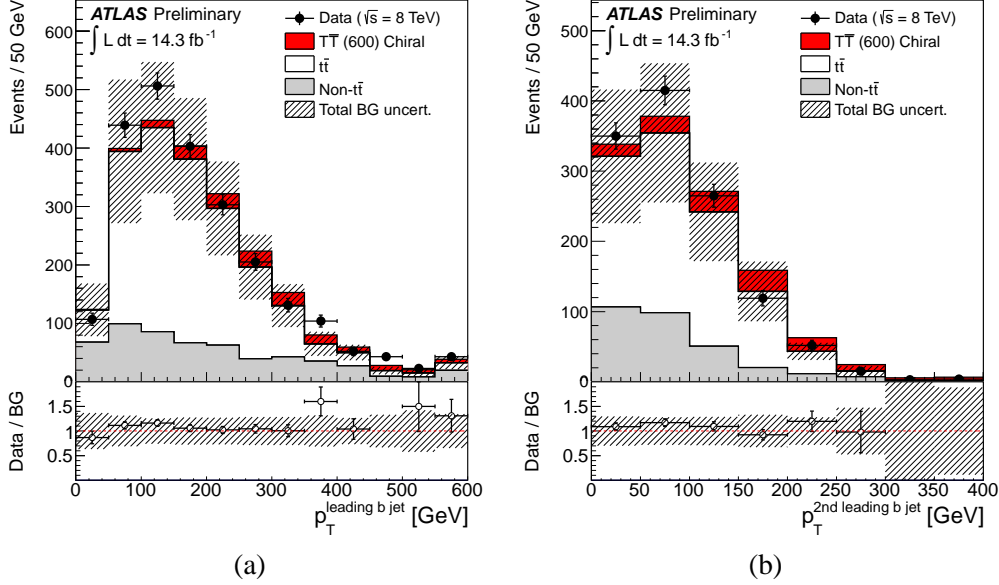 ATLAS Preliminary
∫ L dt = 14.3 fb⁻¹
Data (√s = 8 TeV)
TT̅ (600) Chiral
tt̅
Non-tt̅
Total BG uncert.
Events / 50 GeV
600
500
400
300
200
100
0
Data / BG
1.5
1
0.5
0 100 200 300 400 500 600
p_T^leading b jet [GeV]
(a)
ATLAS Preliminary
∫ L dt = 14.3 fb⁻¹
Data (√s = 8 TeV)
TT̅ (600) Chiral
tt̅
Non-tt̅
Total BG uncert.
Events / 50 GeV
500
400
300
200
100
0
Data / BG
1.5
1
0.5
0 50 100 150 200 250 300 350 400
p_T^2nd leading b jet [GeV]
(b)